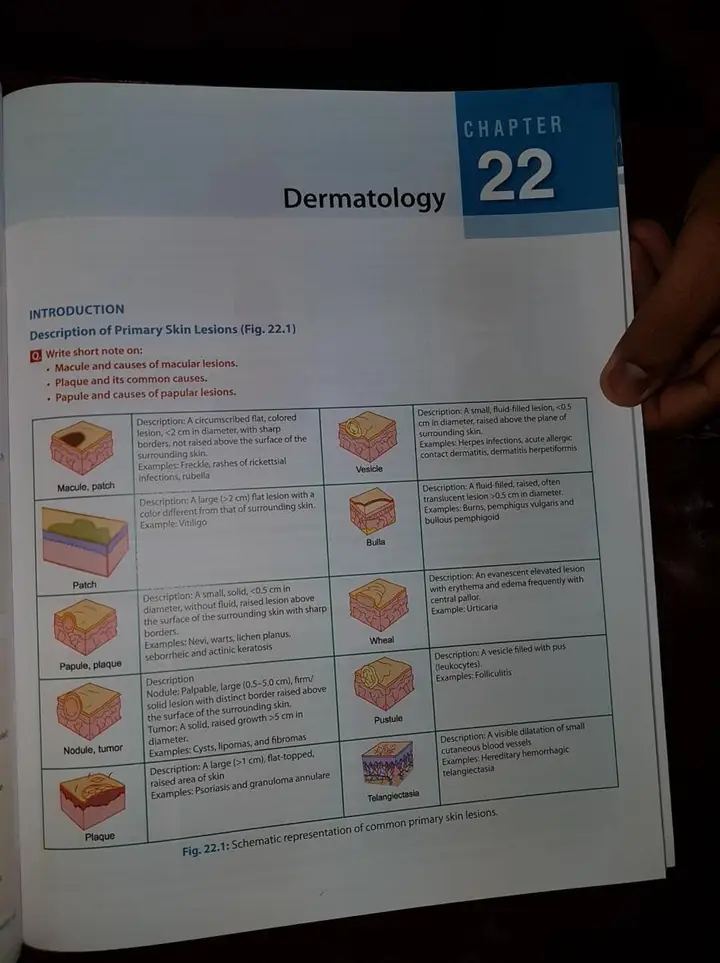 CHAPTER
22
Dermatology
INTRODUCTION
Description of Primary Skin Lesions (Fig. 22.1)
Q. Write short note on:
• Macule and causes of macular lesions.
• Plaque and its common causes.
• Papule and causes of papular lesions.
Macule, patch
Description: A circumscribed flat, colored
lesion, <2 cm in diameter, with sharp
borders, not raised above the surface of the
surrounding skin.
Examples: Freckle, rashes of rickettsial
infections, rubella
Vesicle
Description: A small, fluid-filled lesion, <0.5
cm in diameter, raised above the plane of
surrounding skin.
Examples: Herpes infections, acute allergic
contact dermatitis, dermatitis herpetiformis
Patch
Description: A large (>2 cm) flat lesion with a
color different from that of surrounding skin.
Example: Vitiligo
Bulla
Description: A fluid-filled, raised, often
translucent lesion >0.5 cm in diameter.
Examples: Burns, pemphigus vulgaris and
bullous pemphigoid
Papule, plaque
Description: A small, solid, <0.5 cm in
diameter, without fluid, raised lesion above
the surface of the surrounding skin with sharp
borders.
Examples: Nevi, warts, lichen planus,
seborrheic and actinic keratosis
Wheal
Description: An evanescent elevated lesion
with erythema and edema frequently with
central pallor.
Example: Urticaria
Nodule, tumor
Description
Nodule: Palpable, large (0.5–5.0 cm), firm/
solid lesion with distinct border raised above
the surface of the surrounding skin.
Tumor: A solid, raised growth >5 cm in
diameter.
Examples: Cysts, lipomas, and fibromas
Pustule
Description: A vesicle filled with pus
(leukocytes).
Examples: Folliculitis
Plaque
Description: A large (>1 cm), flat-topped,
raised area of skin
Examples: Psoriasis and granuloma annulare
Telangiectasia
Description: A visible dilatation of small
cutaneous blood vessels
Examples: Hereditary hemorrhagic
telangiectasia
Fig. 22.1: Schematic representation of common primary skin lesions.